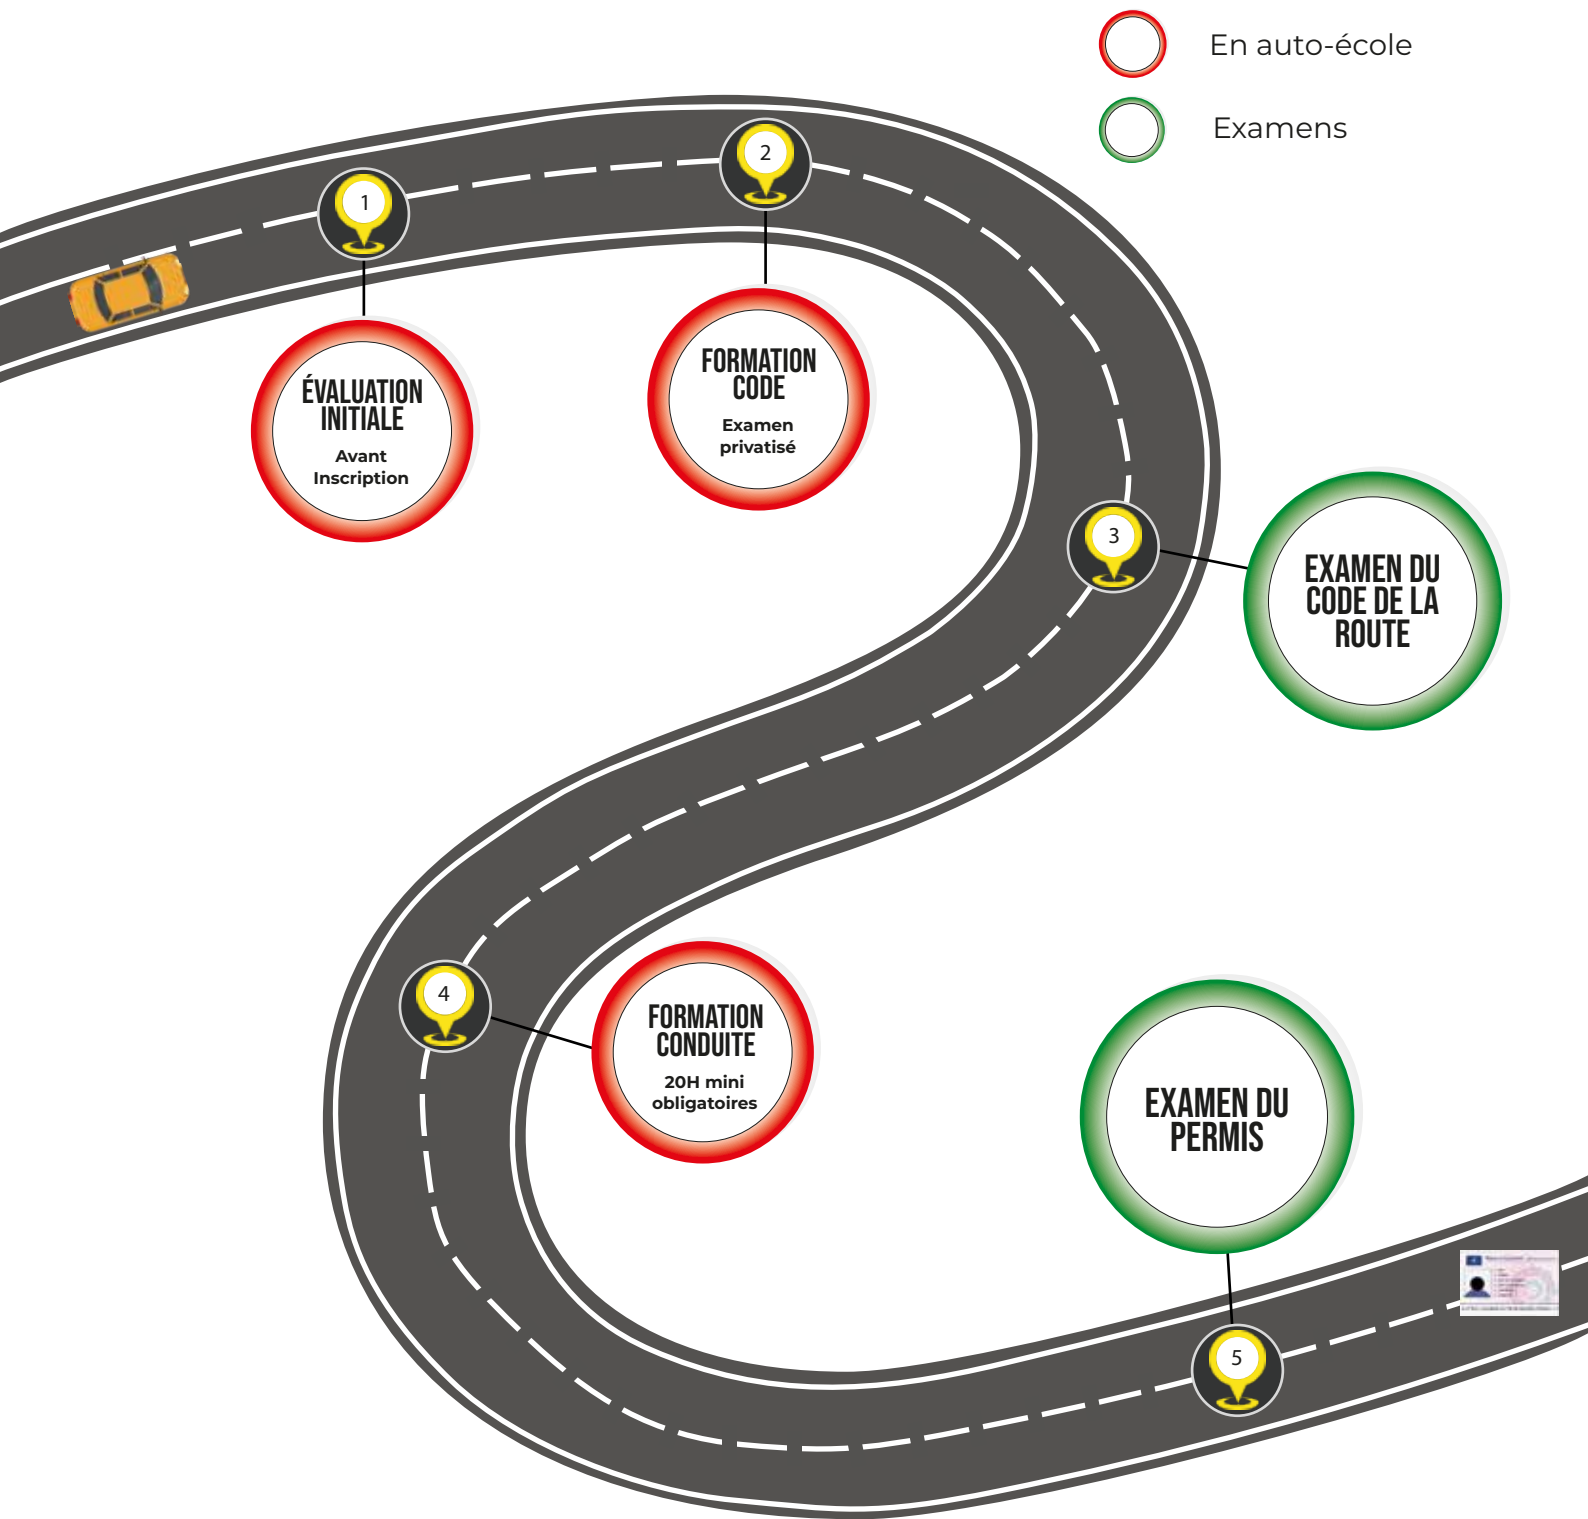 En auto-école
Examens
1
2
ÉVALUATION
INITIALE
Avant
Inscription
FORMATION
CODE
Examen
privatisé
3
EXAMEN DU
CODE DE LA
ROUTE
4
FORMATION
CONDUITE
20H mini
obligatoires
EXAMEN DU
PERMIS
5